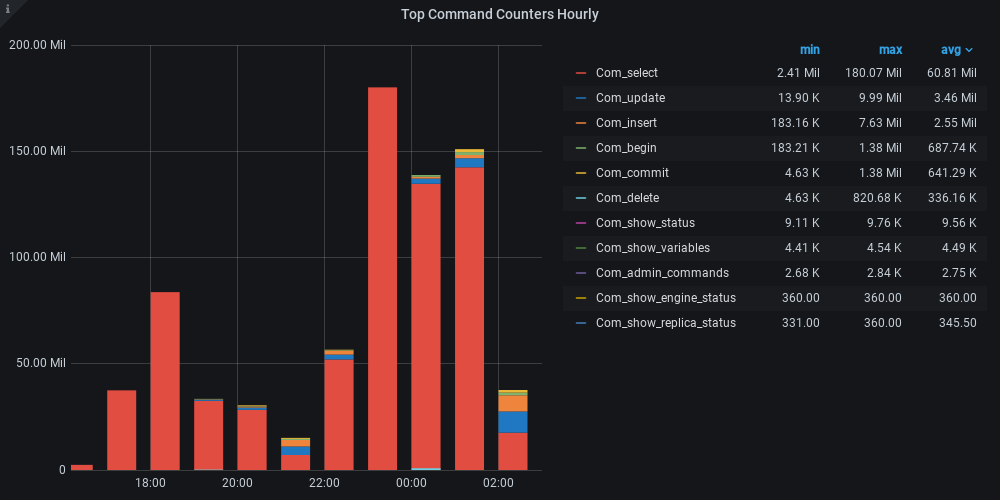 i
Top Command Counters Hourly
200.00 Mil
150.00 Mil
100.00 Mil
50.00 Mil
0
18:00 20:00 22:00 00:00 02:00
min max avg
Com_select 2.41 Mil 180.07 Mil 60.81 Mil
Com_update 13.90 K 9.99 Mil 3.46 Mil
Com_insert 183.16 K 7.63 Mil 2.55 Mil
Com_begin 183.21 K 1.38 Mil 687.74 K
Com_commit 4.63 K 1.38 Mil 641.29 K
Com_delete 4.63 K 820.68 K 336.16 K
Com_show_status 9.11 K 9.76 K 9.56 K
Com_show_variables 4.41 K 4.54 K 4.49 K
Com_admin_commands 2.68 K 2.84 K 2.75 K
Com_show_engine_status 360.00 360.00 360.00
Com_show_replica_status 331.00 360.00 345.50